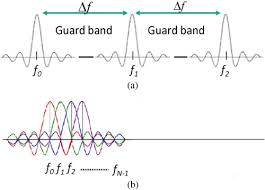 Δf Δf
Guard band Guard band
f0 f1 f2
(a)
f0 f1 f2 ........ fN-1
(b)